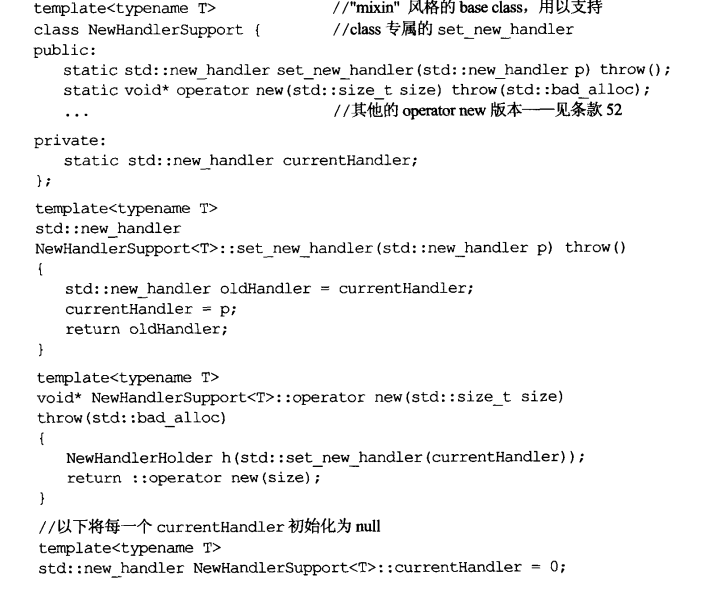 template<typename T> //"mixin" 风格的 base class, 用以支持
class NewHandlerSupport { //class 专属的 set_new_handler
public:
static std::new_handler set_new_handler(std::new_handler p) throw();
static void* operator new(std::size_t size) throw(std::bad_alloc);
... //其他的 operator new 版本——见条款 52
private:
static std::new_handler currentHandler;
};
template<typename T>
std::new_handler
NewHandlerSupport<T>::set_new_handler(std::new_handler p) throw()
{
std::new_handler oldHandler = currentHandler;
currentHandler = p;
return oldHandler;
}
template<typename T>
void* NewHandlerSupport<T>::operator new(std::size_t size)
throw(std::bad_alloc)
{
NewHandlerHolder h(std::set_new_handler(currentHandler));
return ::operator new(size);
}
//以下将每一个 currentHandler 初始化为 null
template<typename T>
std::new_handler NewHandlerSupport<T>::currentHandler = 0;